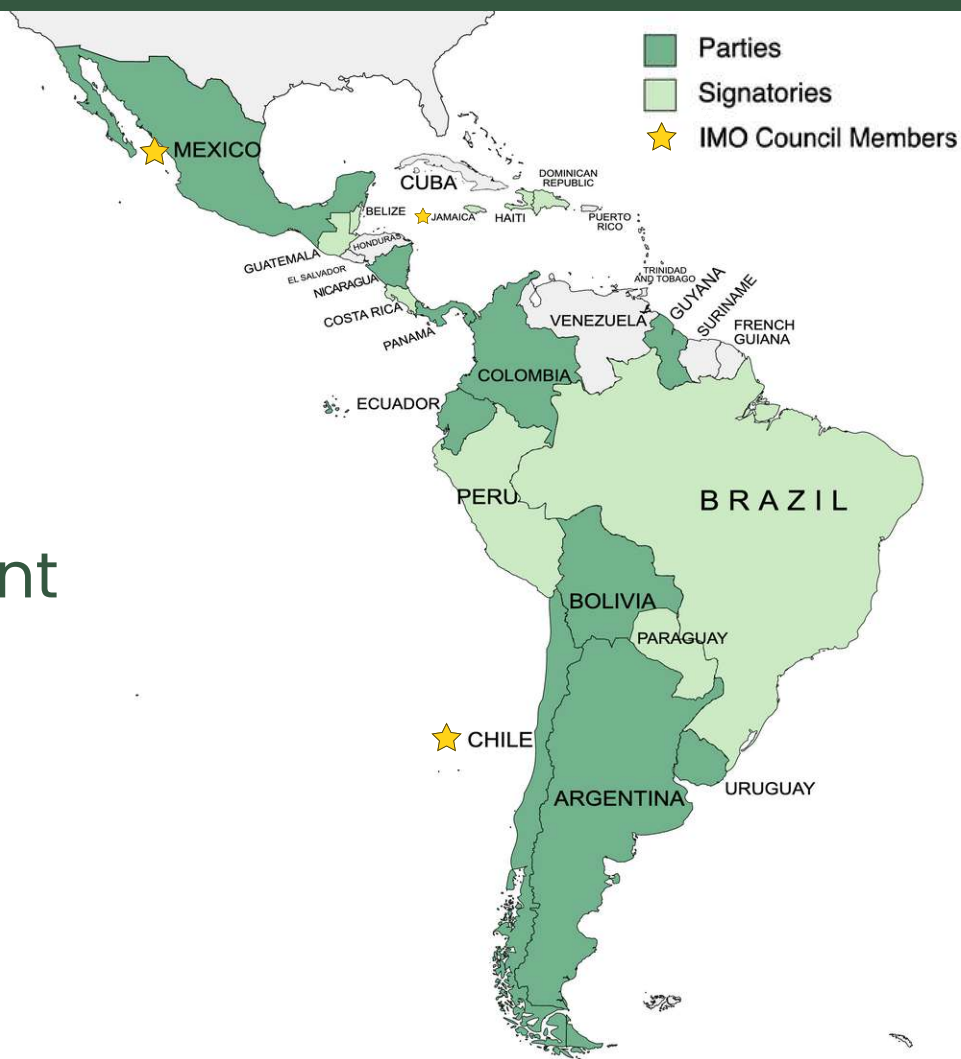 Parties
Signatories
IMO Council Members
MEXICO
CUBA
DOMINICAN
REPUBLIC
BELIZE
JAMAICA
HAITI
PUERTO
RICO
GUATEMALA
HONDURAS
EL SALVADOR
NICARAGUA
COSTA RICA
PANAMA
TRINIDAD
AND TOBAGO
GUYANA
SURINAME
VENEZUELA
FRENCH
GUIANA
COLOMBIA
ECUADOR
PERU
BRAZIL
nt
BOLIVIA
PARAGUAY
CHILE
URUGUAY
ARGENTINA